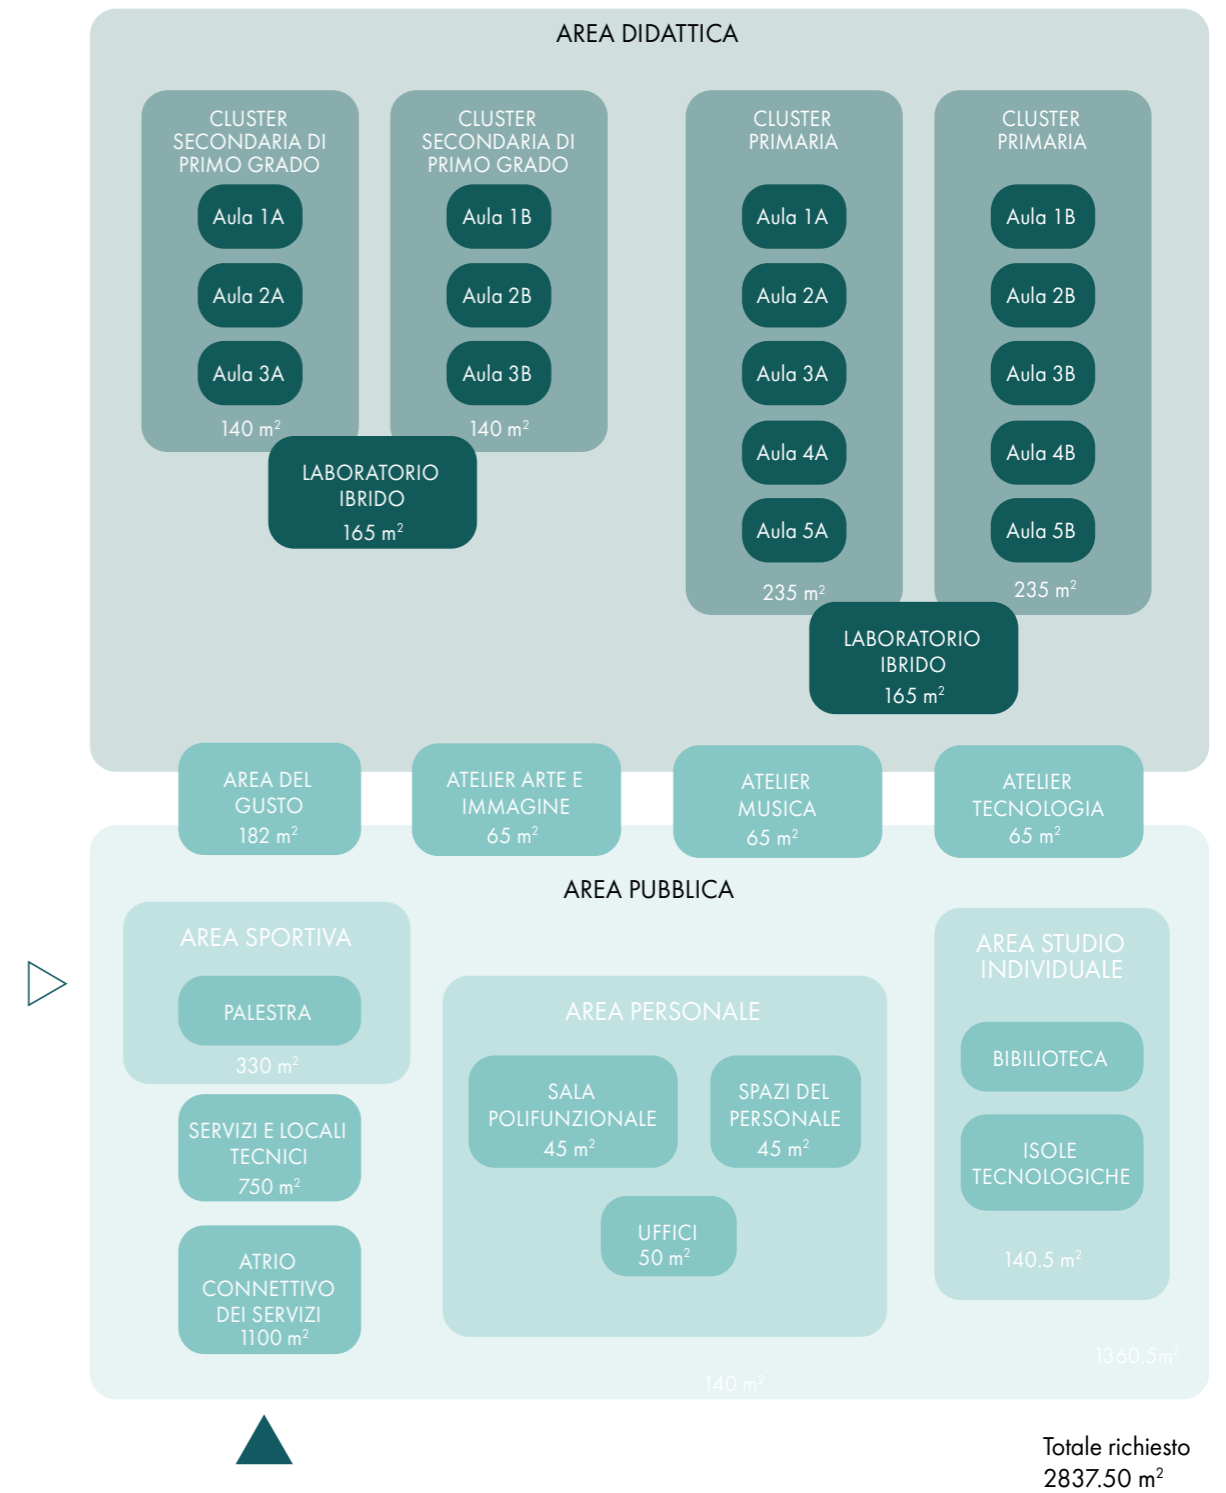 AREA DIDATTICA
CLUSTER
SECONDARIA DI
PRIMO GRADO
Aula 1A
Aula 2A
Aula 3A
140 m²
CLUSTER
SECONDARIA DI
PRIMO GRADO
Aula 1B
Aula 2B
Aula 3B
140 m²
LABORATORIO
IBRIDO
165 m²
CLUSTER
PRIMARIA
Aula 1A
Aula 2A
Aula 3A
Aula 4A
Aula 5A
235 m²
CLUSTER
PRIMARIA
Aula 1B
Aula 2B
Aula 3B
Aula 4B
Aula 5B
235 m²
LABORATORIO
IBRIDO
165 m²
AREA DEL
GUSTO
182 m²
ATELIER ARTE E
IMMAGINE
65 m²
ATELIER
MUSICA
65 m²
ATELIER
TECNOLOGIA
65 m²
AREA PUBBLICA
AREA SPORTIVA
PALESTRA
330 m²
SERVIZI E LOCALI
TECNICI
750 m²
ATRIO
CONNETTIVO
DEI SERVIZI
1100 m²
AREA PERSONALE
SALA
POLIFUNZIONALE
45 m²
SPAZI DEL
PERSONALE
45 m²
UFFICI
50 m²
140 m²
AREA STUDIO
INDIVIDUALE
BIBILIOTECA
ISOLE
TECNOLOGICHE
140.5 m²
1360.5m²
Totale richiesto
2837.50 m²